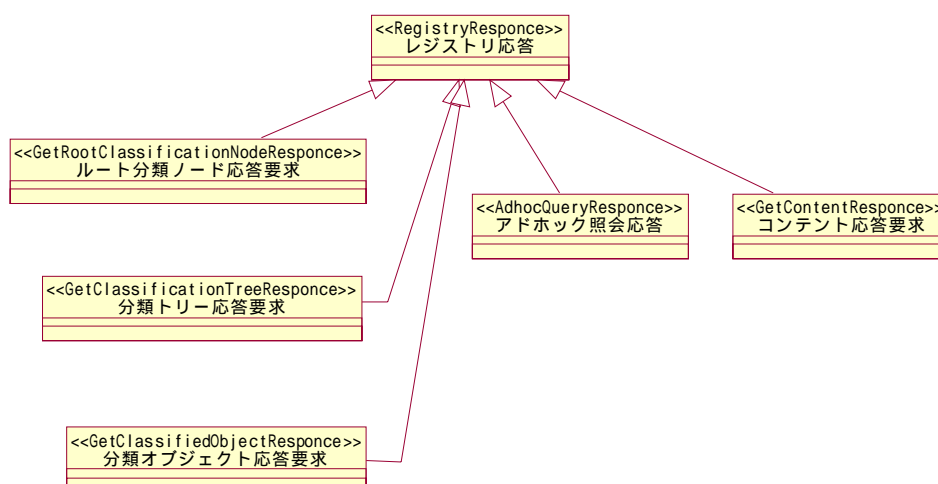 <<RegistryResponce>>
レジストリ応答
<<GetRootClassificationNodeResponce>>
ルート分類ノード応答要求
<<AdhocQueryResponce>>
アドホック照会応答
<<GetContentResponce>>
コンテント応答要求
<<GetClassificationTreeResponce>>
分類トリー応答要求
<<GetClassifiedObjectResponce>>
分類オブジェクト応答要求